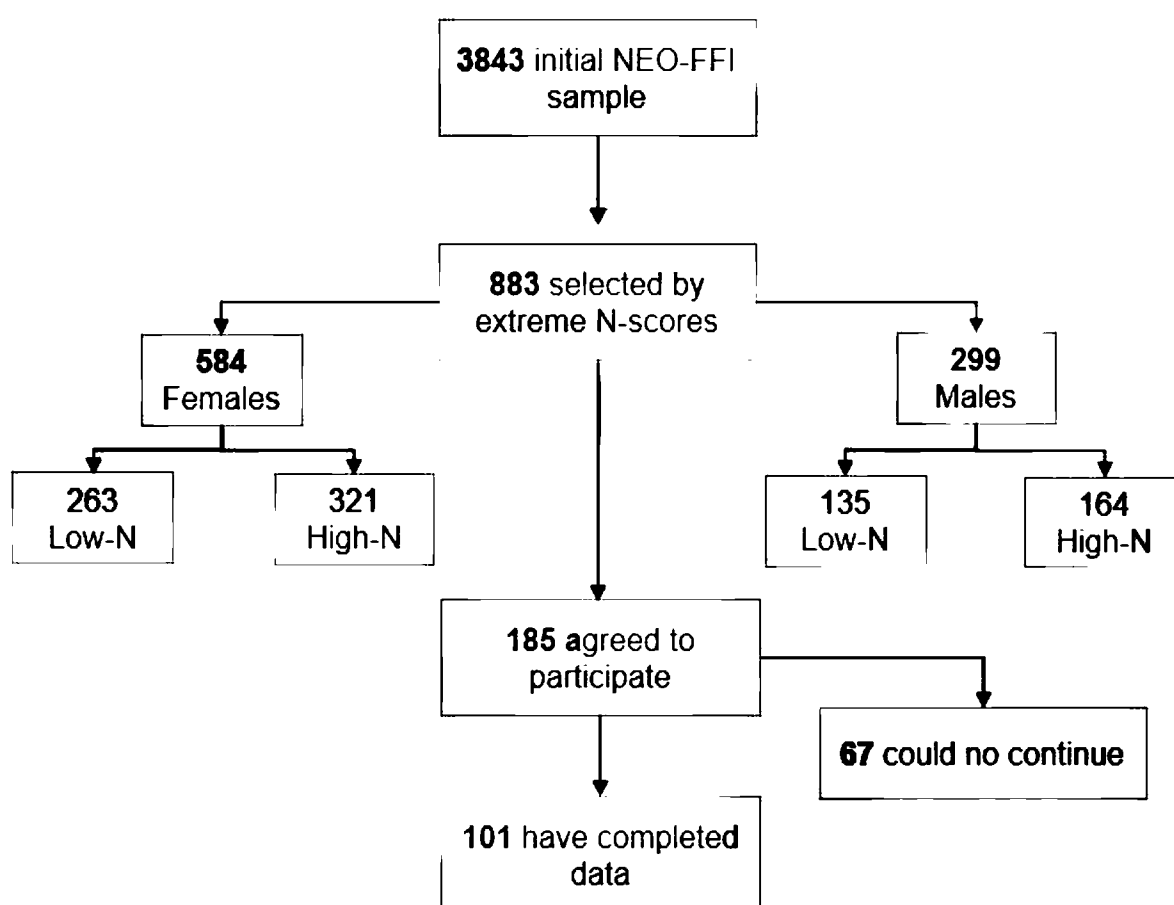 3843 initial NEO-FFI
sample
883 selected by
extreme N-scores
584
Females
299
Males
263
Low-N
321
High-N
135
Low-N
164
High-N
185 agreed to
participate
67 could no continue
101 have completed
data